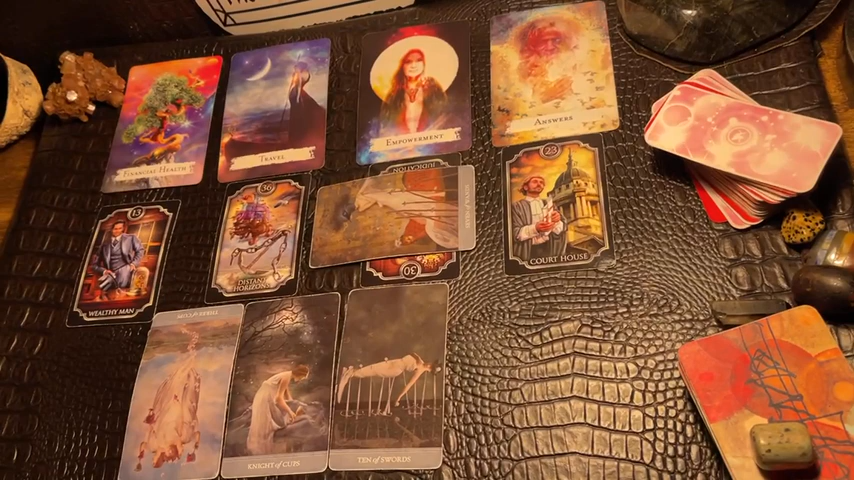 FINANCIAL HEALTH
TRAVEL
EMPOWERMENT
ANSWERS
13
WEALTHY MAN
36
DISTANT
HORIZONS
JUDICATION
30
23
COURT HOUSE
KNIGHT of CUPS
TEN of SWORDS